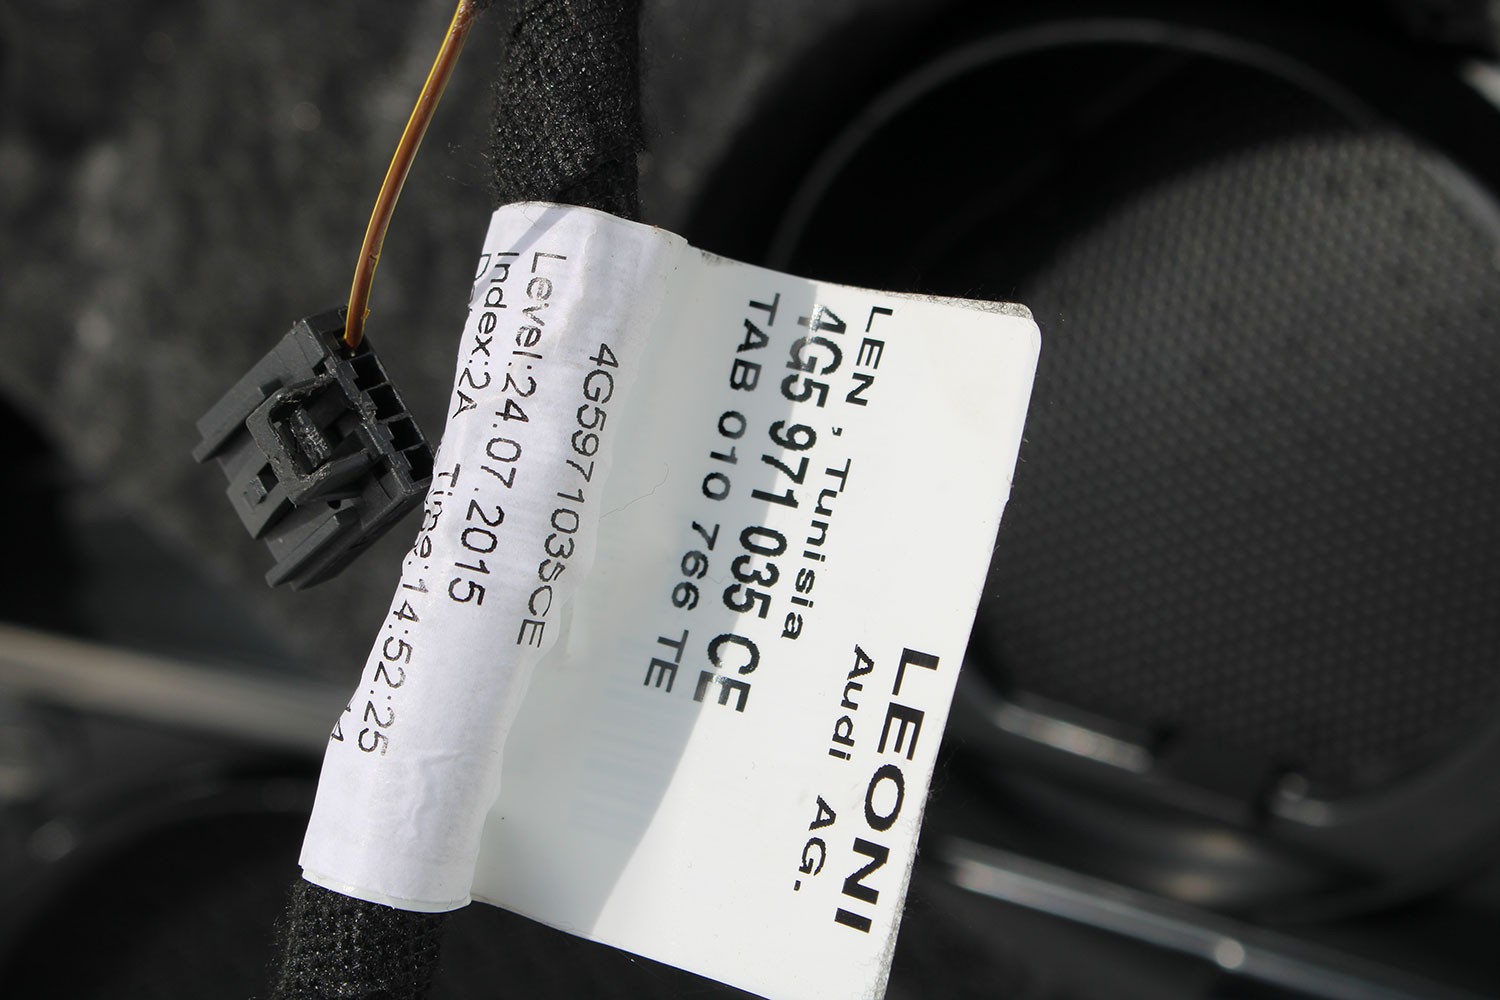 LEONI
LEN , Tunisia Audi AG.
4G5 971 035 CE
TAB 010 766 TE
4G5971035CE
Level:24.07.2015
Index:2A Time:14:52:25